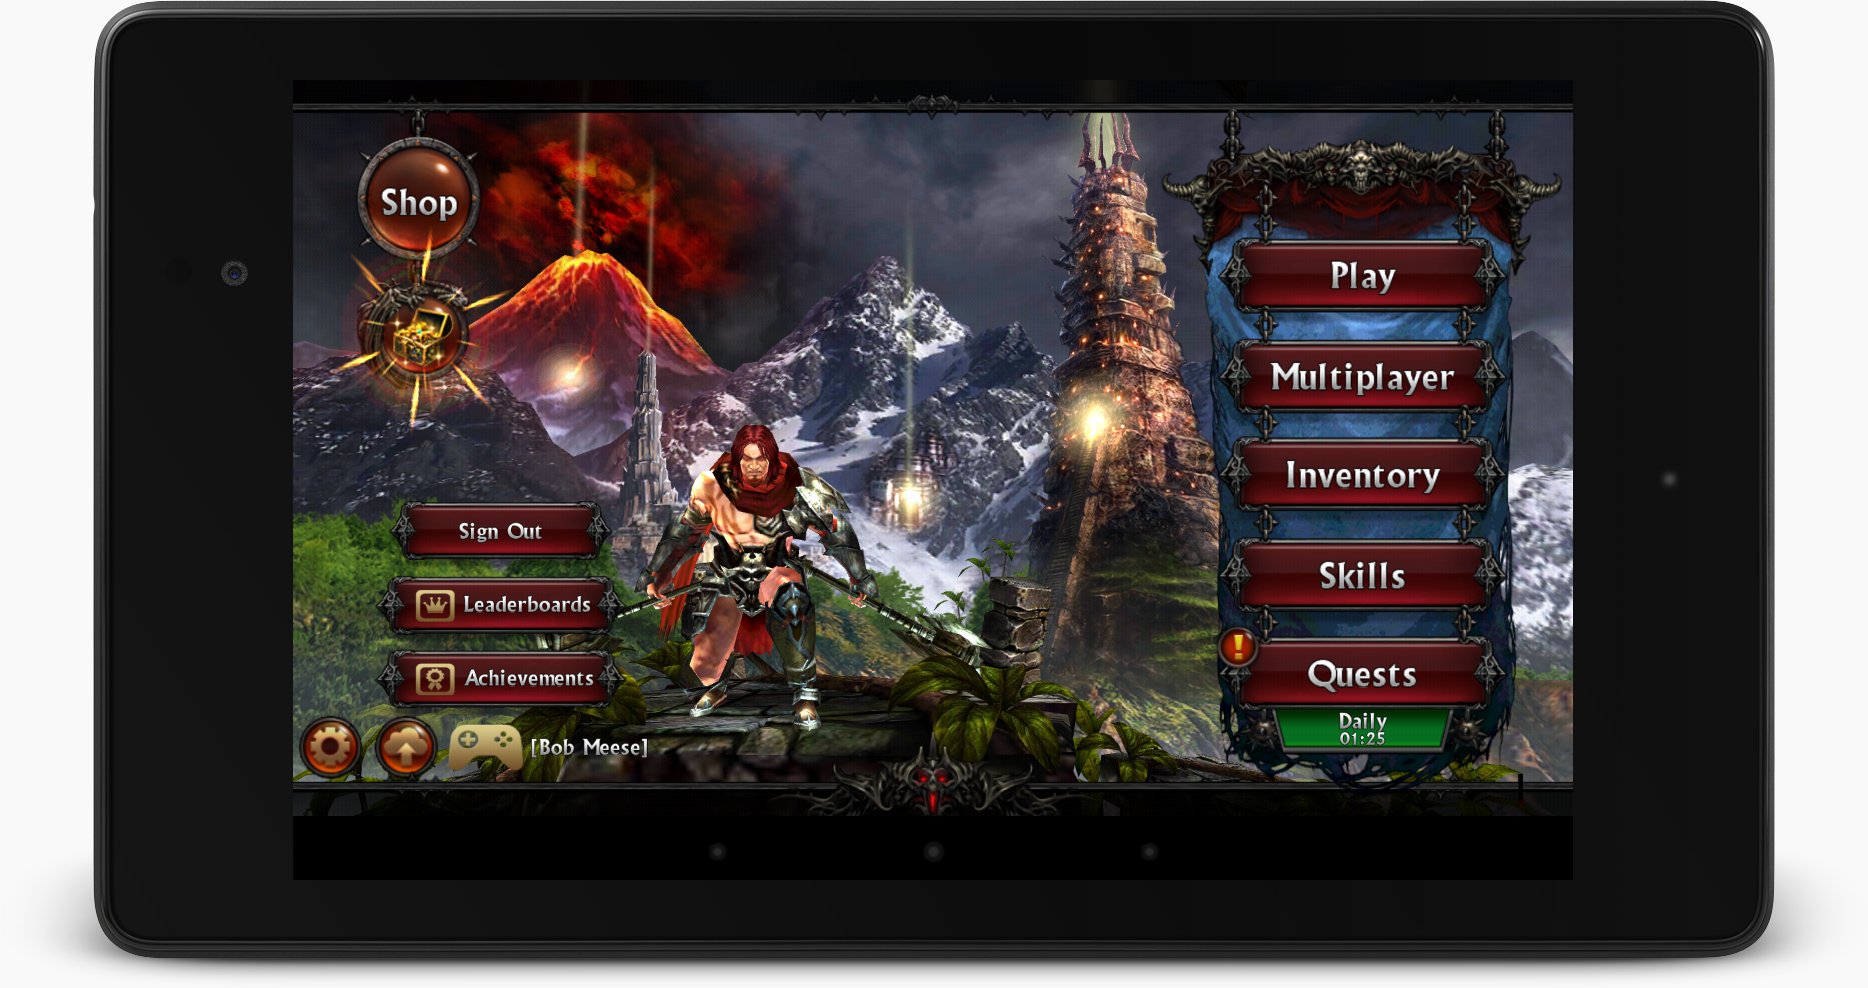 Shop
Play
Multiplayer
Inventory
Skills
Quests
Daily
01:25
Sign Out
Leaderboards
Achievements
[Bob Meese]